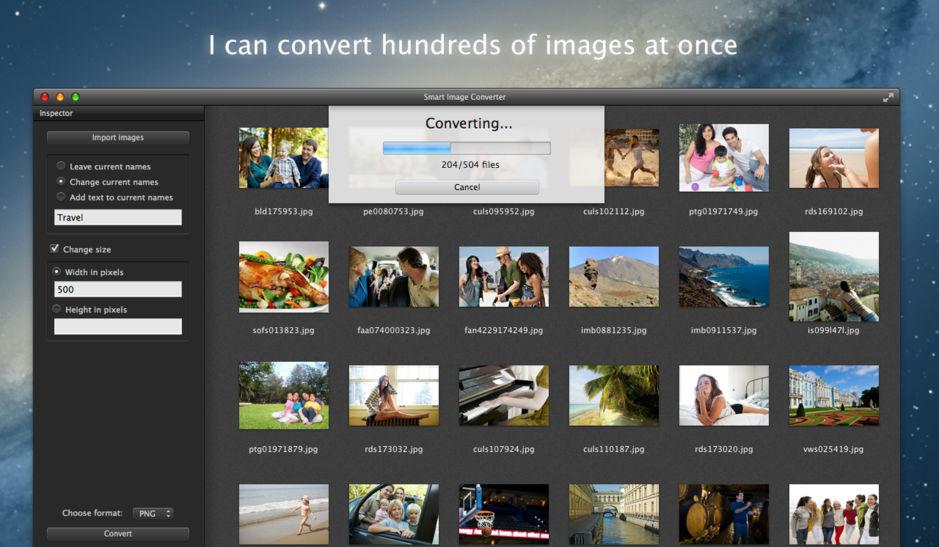 I can convert hundreds of images at once
Smart Image Converter
Inspector
Import images
Leave current names
Change current names
Add text to current names
Travel
Change size
Width in pixels
500
Height in pixels
Choose format: PNG
Convert
Converting...
204/504 files
Cancel
bld175953.jpg pe0080753.jpg culs095952.jpg culs102112.jpg ptg01971749.jpg rds169102.jpg
sofs013823.jpg faa074000323.jpg fan4229174249.jpg imb0881235.jpg imb0911537.jpg is099l47l.jpg
ptg01971879.jpg rds173032.jpg culs107924.jpg culs110187.jpg rds173020.jpg vws025419.jpg